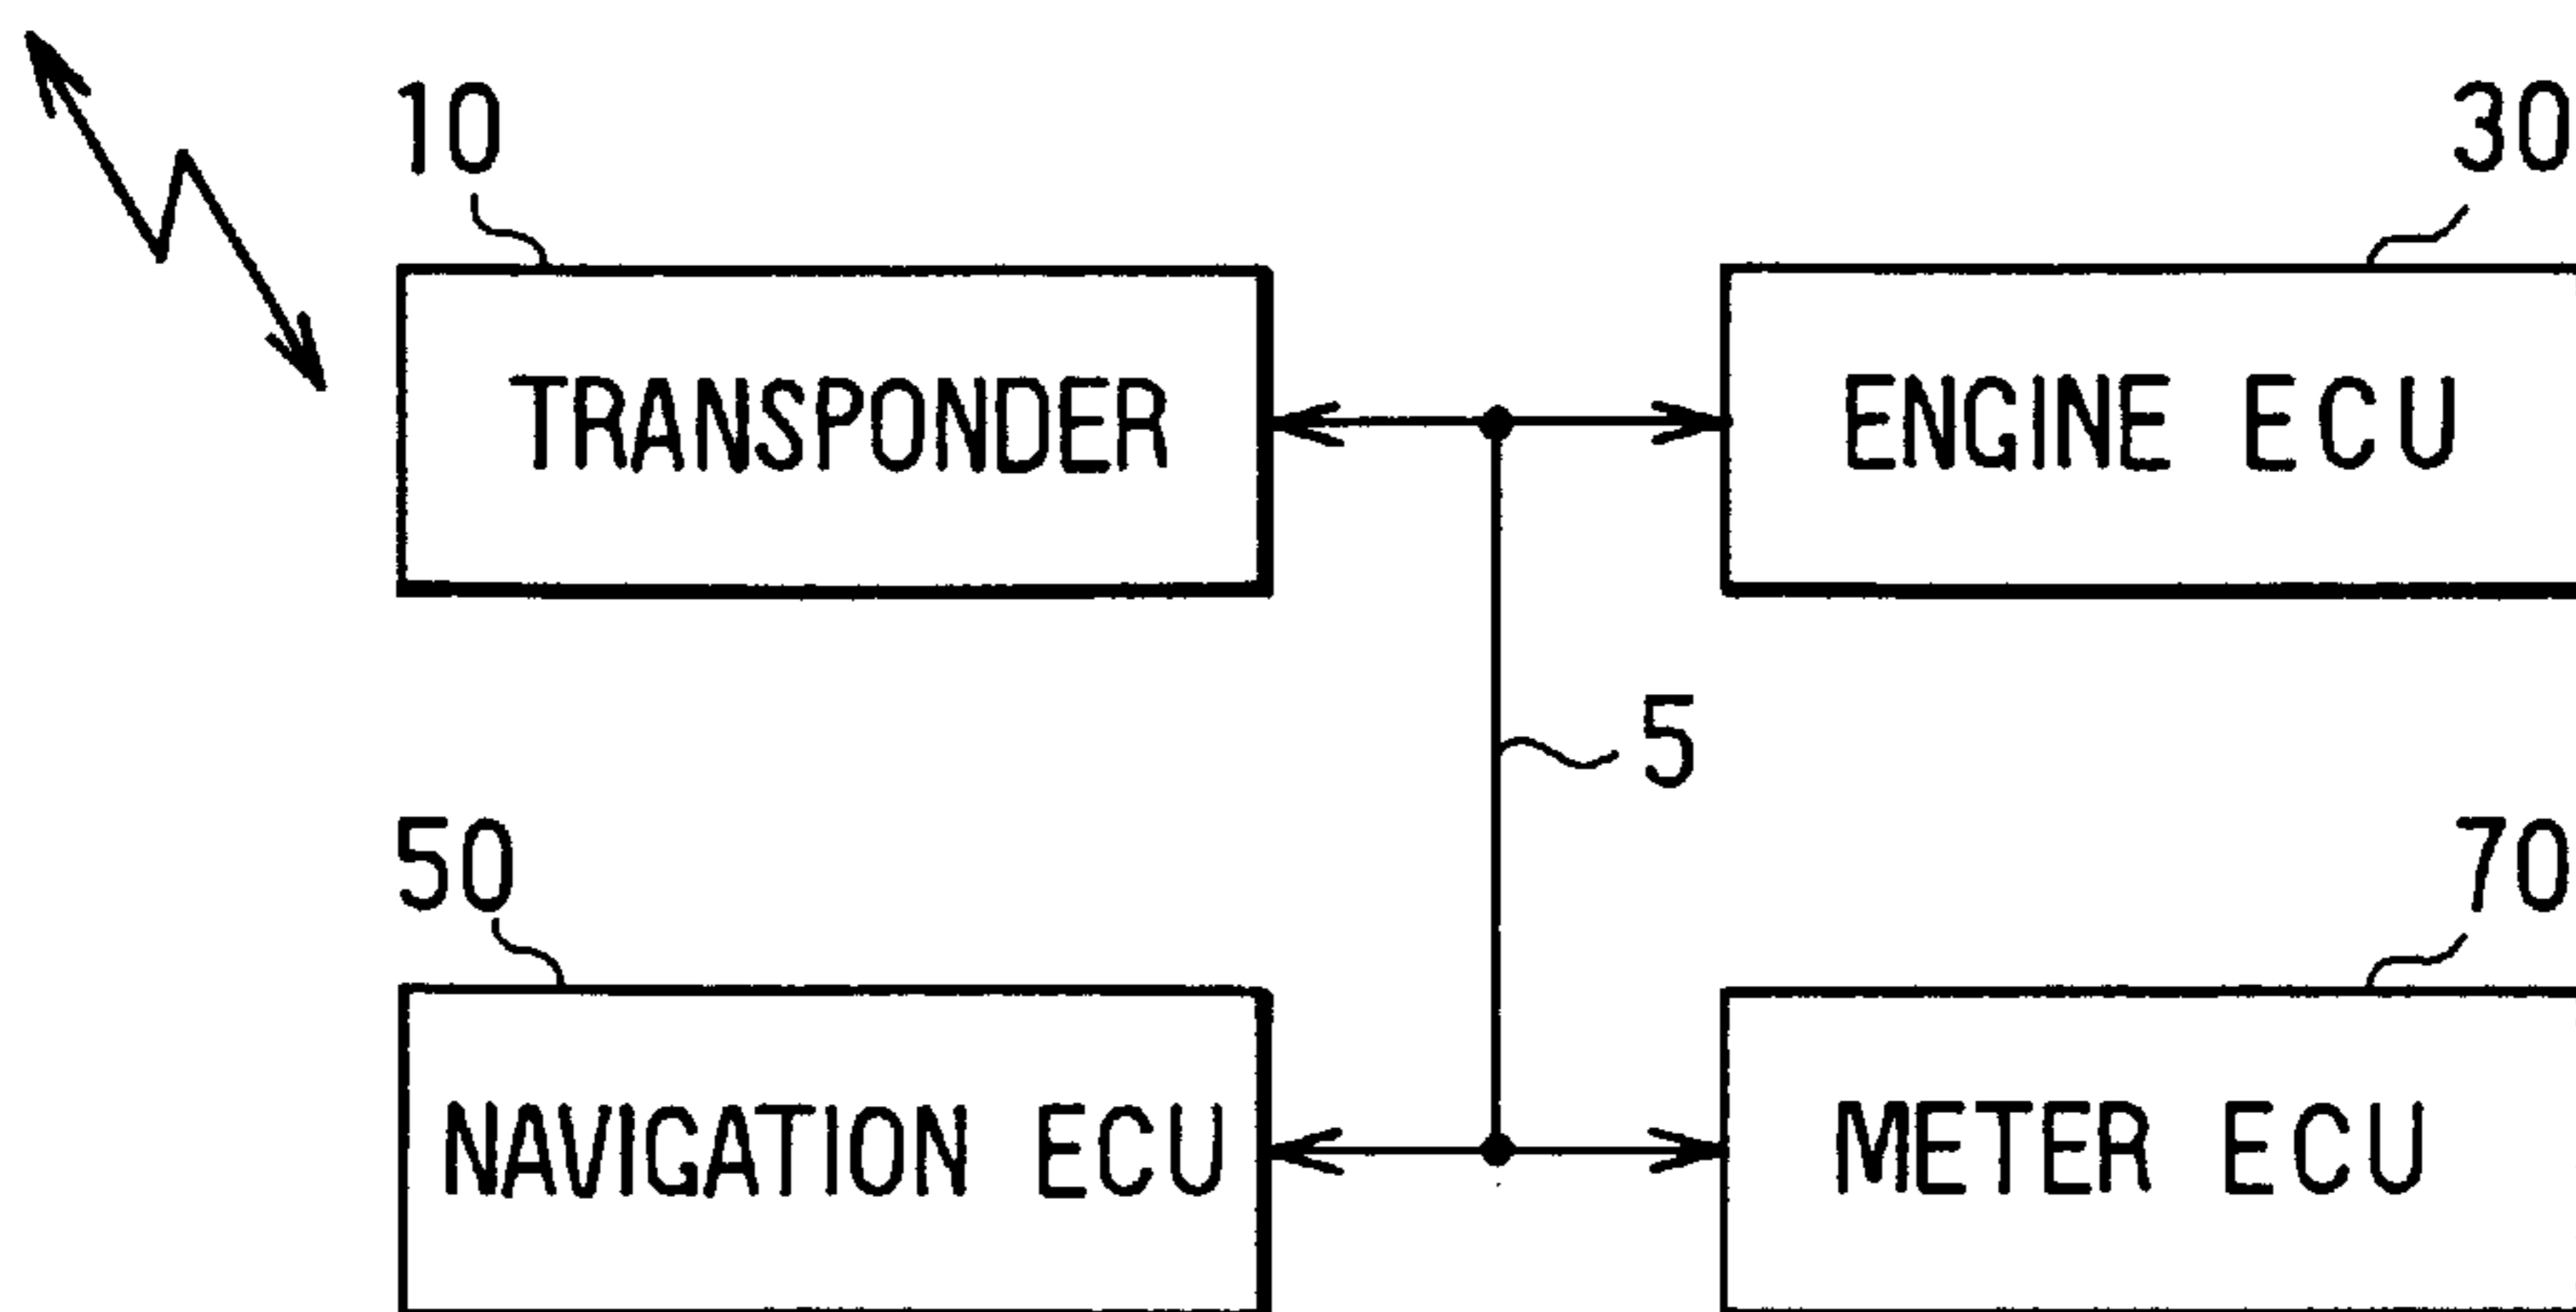 10
30
TRANSPONDER
ENGINE ECU
5
50
70
NAVIGATION ECU
METER ECU